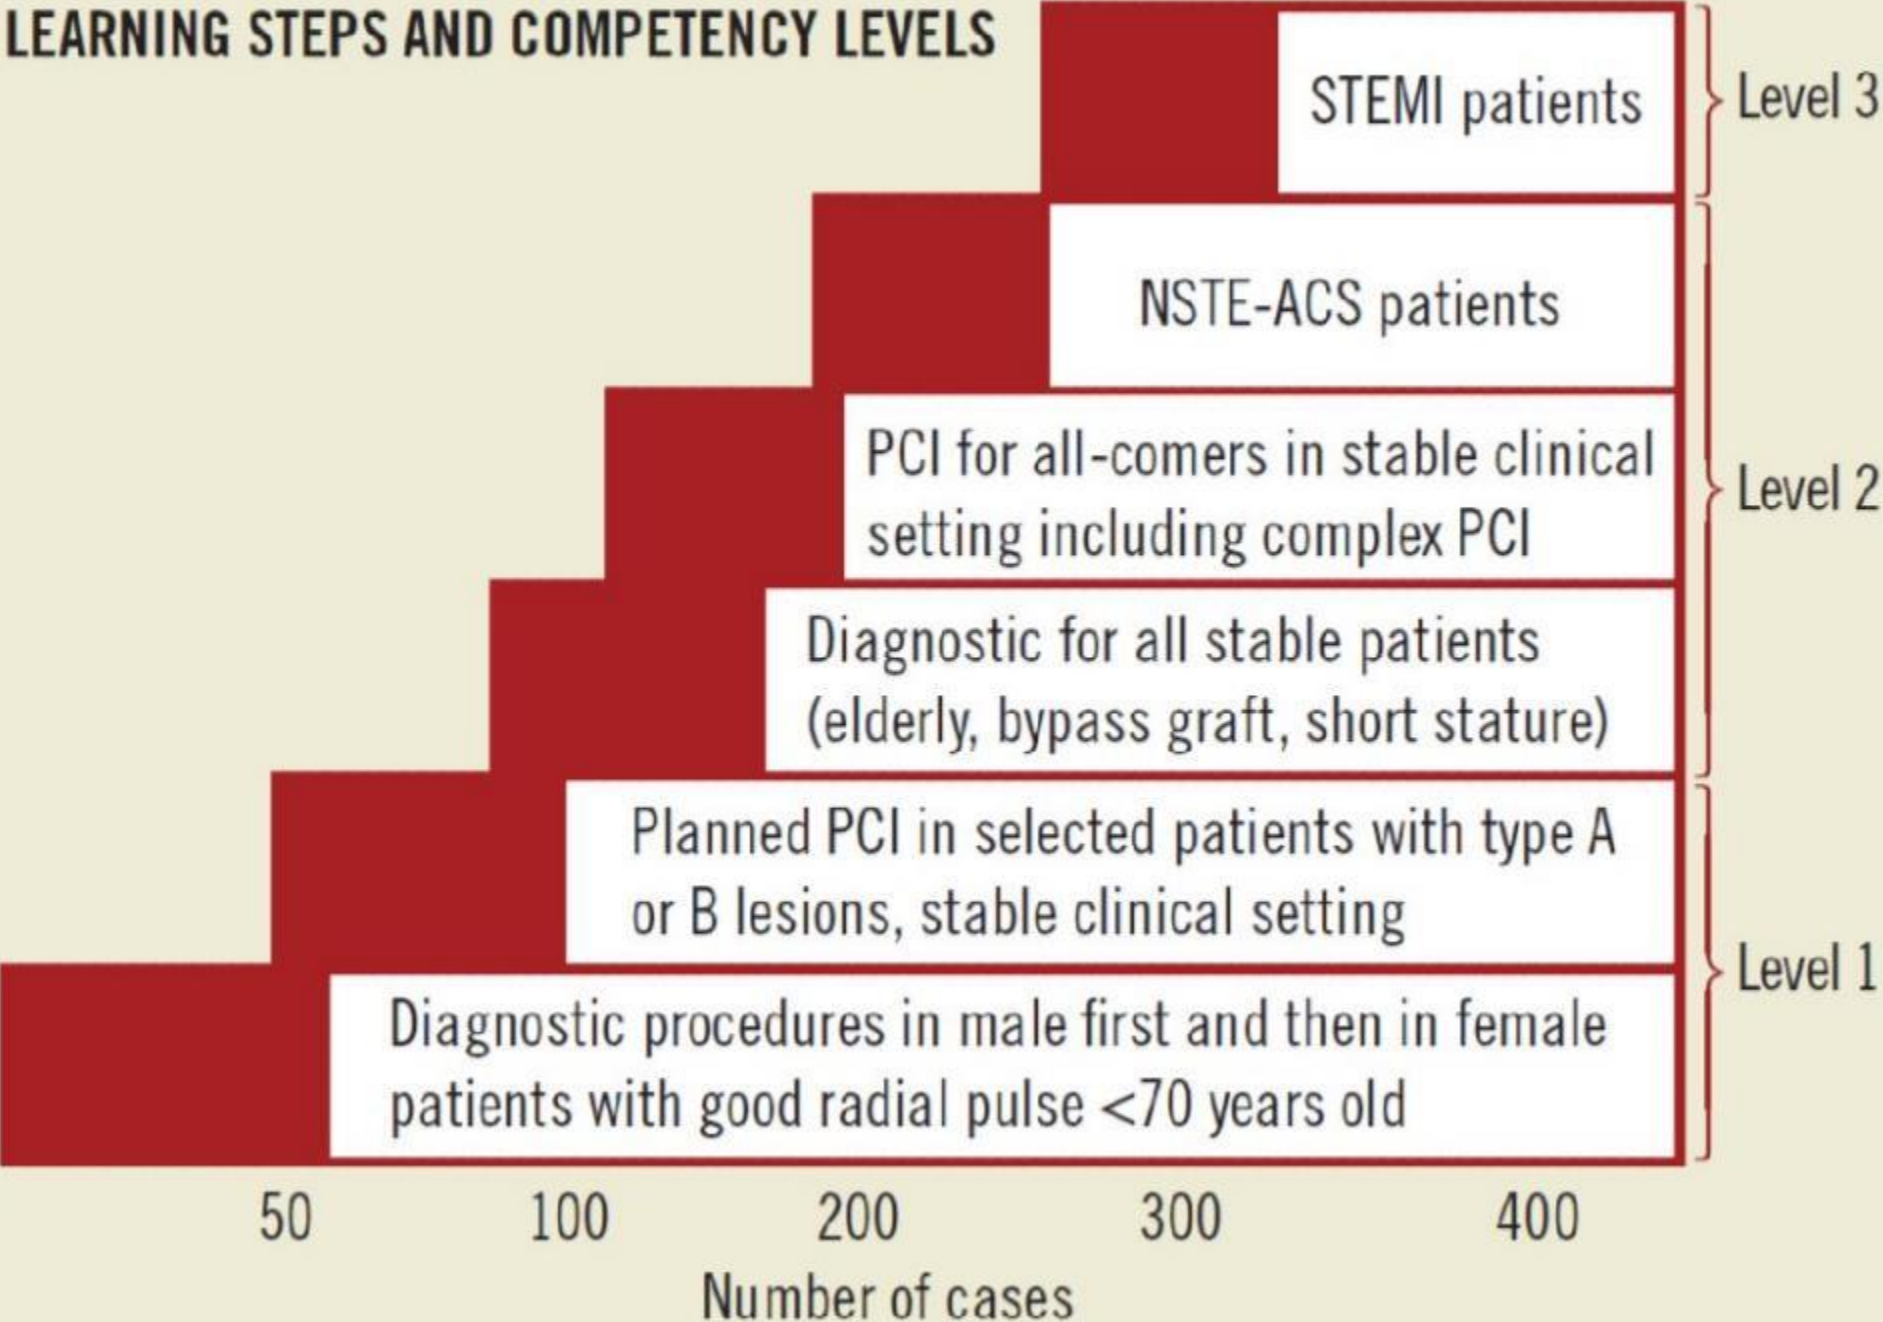 LEARNING STEPS AND COMPETENCY LEVELS
STEMI patients
Level 3
NSTE-ACS patients
PCI for all-comers in stable clinical
setting including complex PCI
Level 2
Diagnostic for all stable patients
(elderly, bypass graft, short stature)
Planned PCI in selected patients with type A
or B lesions, stable clinical setting
Level 1
Diagnostic procedures in male first and then in female
patients with good radial pulse <70 years old
50 100 200 300 400
Number of cases